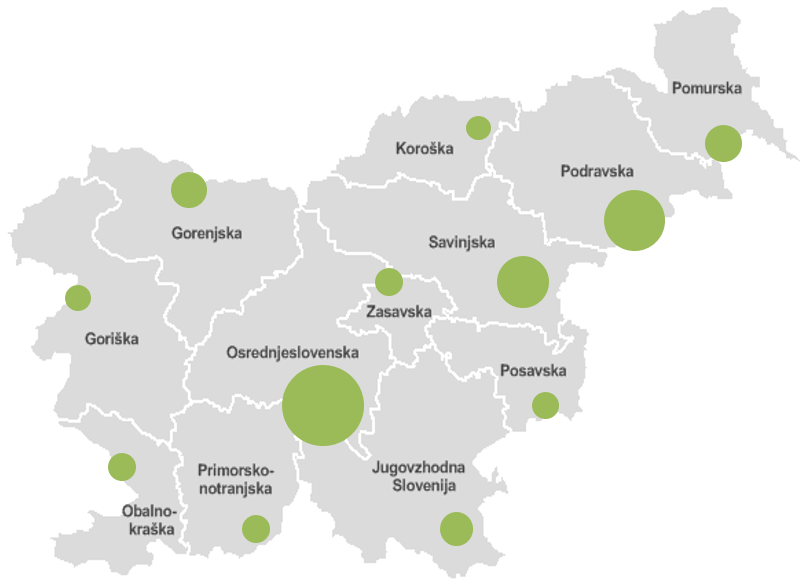 Pomurska
Koroška
Podravska
Gorenjska
Savinjska
Zasavska
Goriška
Osrednjeslovenska
Posavska
Primorsko-
notranjska
Jugovzhodna
Slovenija
Obalno-
kraška